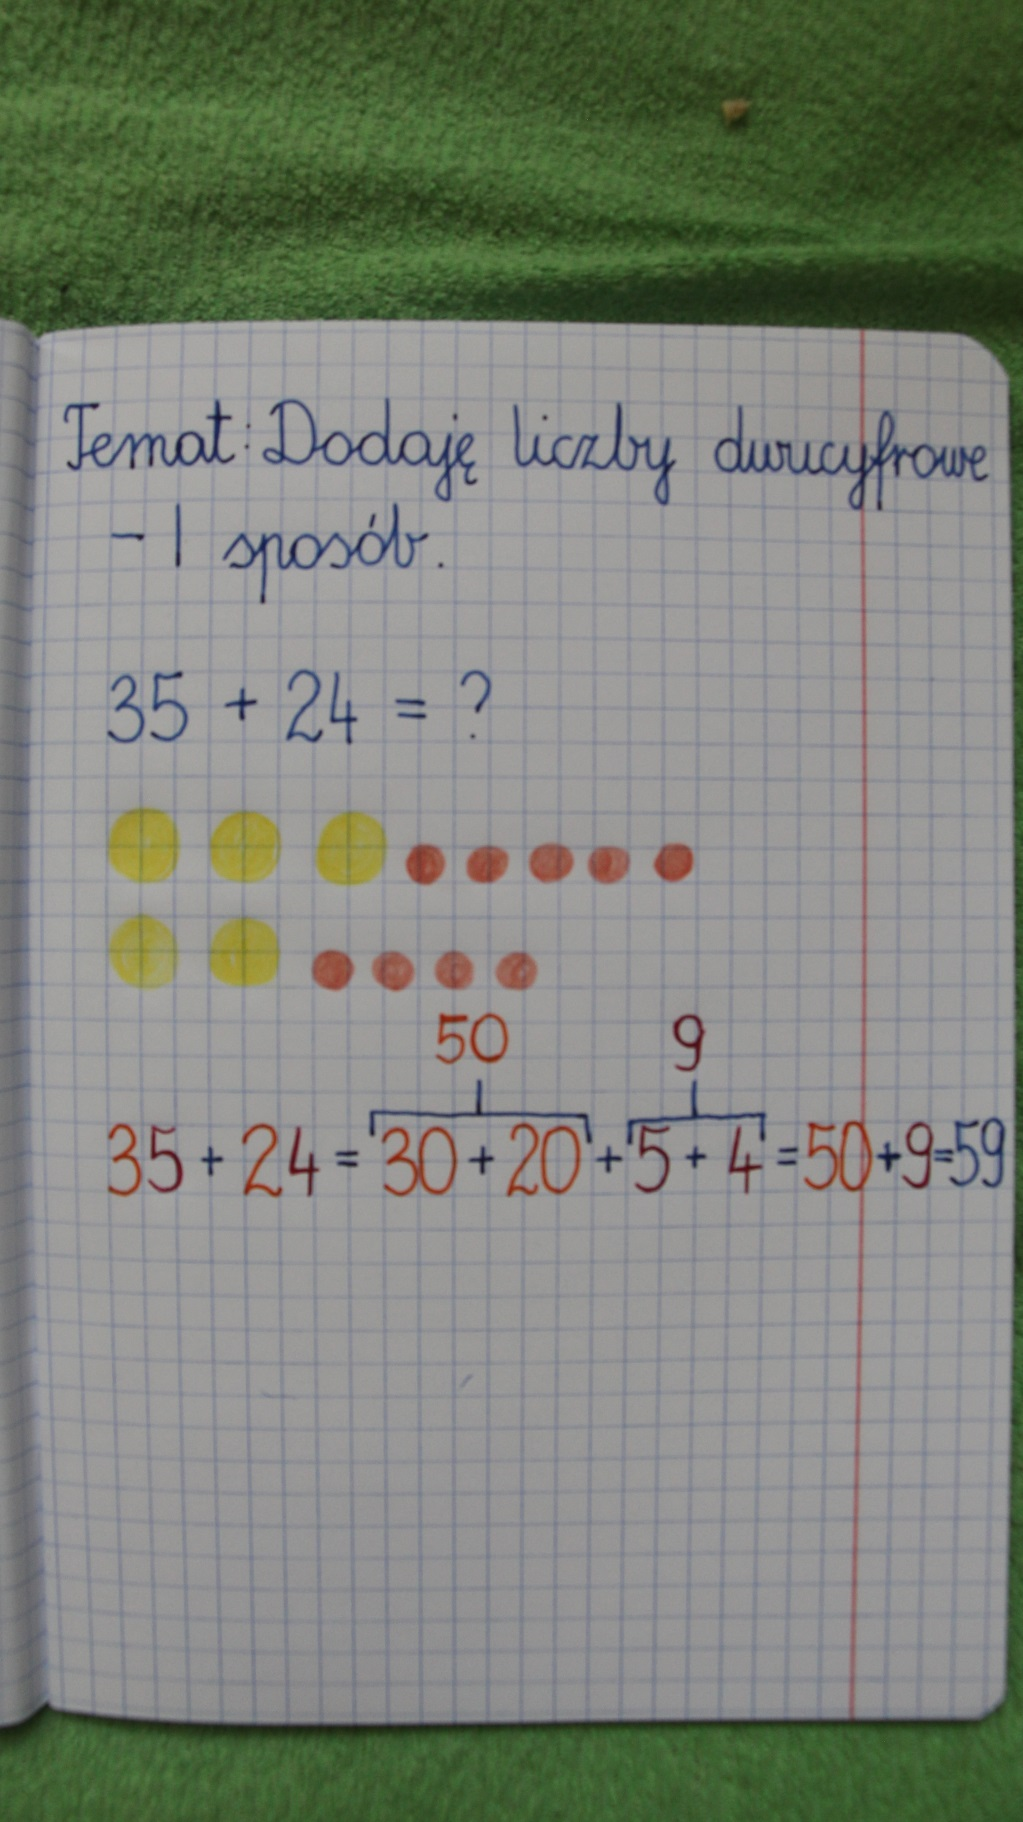 Temat: Dodaję liczby dwucyfrowe
- I sposób.
35 + 24 = ?
50 9
35 + 24 = 30 + 20 + 5 + 4 = 50 + 9 = 59